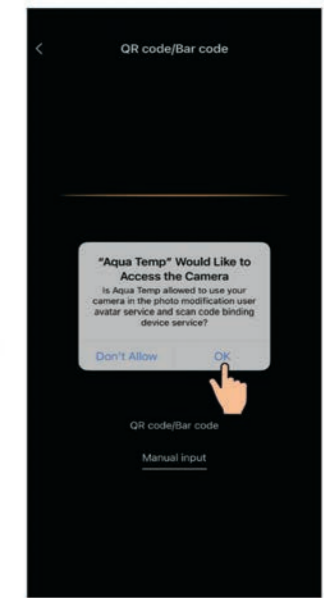 QR code/Bar code
"Aqua Temp" Would Like to
Access the Camera
Is Aqua Temp allowed to use your
camera in the photo modification user
avatar service and scan code binding
device service?
Don't Allow OK
QR code/Bar code
Manual input